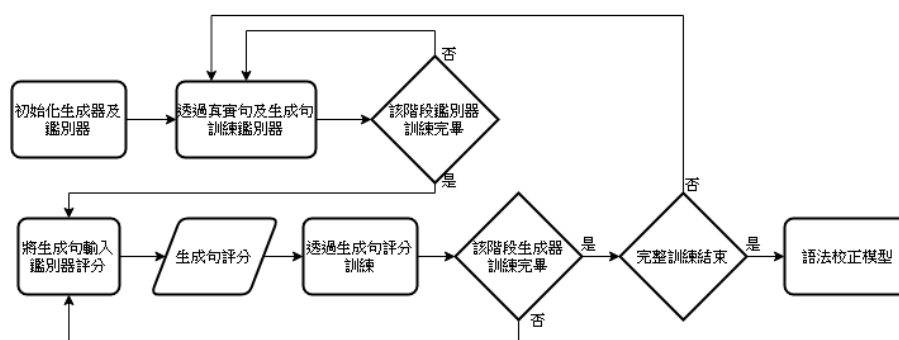 否
初始化生成器及
鑑別器
透過真實句及生成句
訓練鑑別器
該階段鑑別器
訓練完畢
是
否
將生成句輸入
鑑別器評分
生成句評分
透過生成句評分
訓練
該階段生成器
訓練完畢
是
完整訓練結束
是
語法校正模型
否